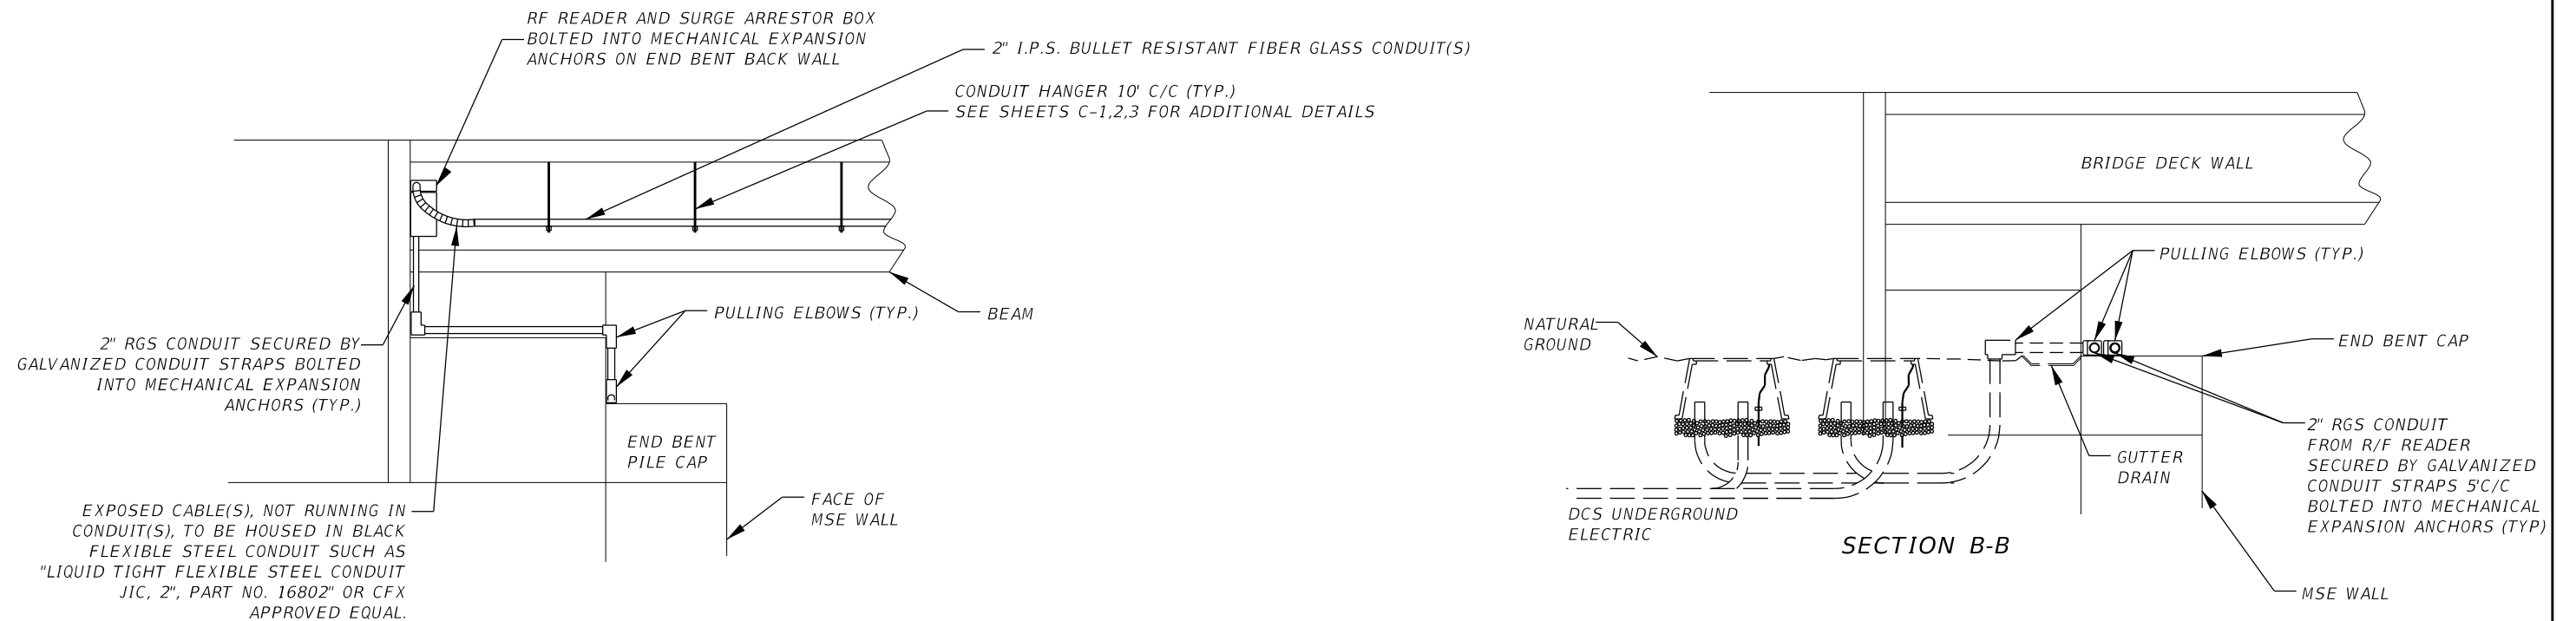 RF READER AND SURGE ARRESTOR BOX
BOLTED INTO MECHANICAL EXPANSION
ANCHORS ON END BENT BACK WALL
2" I.P.S. BULLET RESISTANT FIBER GLASS CONDUIT(S)
CONDUIT HANGER 10' C/C (TYP.)
SEE SHEETS C-1,2,3 FOR ADDITIONAL DETAILS
PULLING ELBOWS (TYP.)
BEAM
2" RGS CONDUIT SECURED BY
GALVANIZED CONDUIT STRAPS BOLTED
INTO MECHANICAL EXPANSION
ANCHORS (TYP.)
END BENT
PILE CAP
FACE OF
MSE WALL
EXPOSED CABLE(S), NOT RUNNING IN
CONDUIT(S), TO BE HOUSED IN BLACK
FLEXIBLE STEEL CONDUIT SUCH AS
"LIQUID TIGHT FLEXIBLE STEEL CONDUIT
JIC, 2", PART NO. 16802" OR CFX
APPROVED EQUAL.
BRIDGE DECK WALL
PULLING ELBOWS (TYP.)
NATURAL
GROUND
END BENT CAP
GUTTER
DRAIN
2" RGS CONDUIT
FROM R/F READER
SECURED BY GALVANIZED
CONDUIT STRAPS 5'C/C
BOLTED INTO MECHANICAL
EXPANSION ANCHORS (TYP)
DCS UNDERGROUND
ELECTRIC
SECTION B-B
MSE WALL